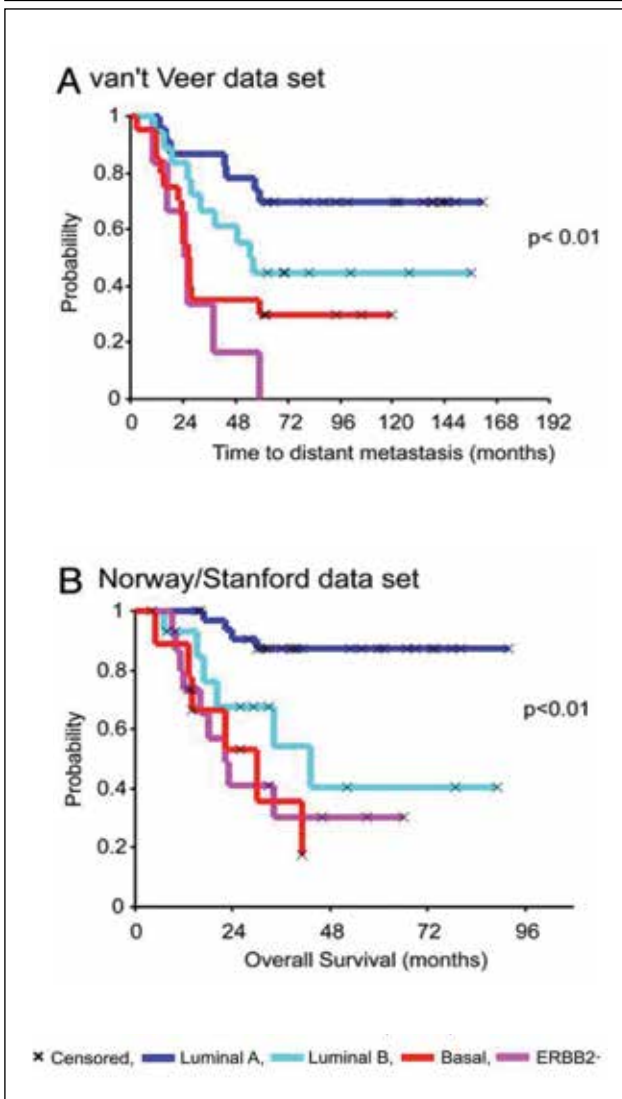 A van't Veer data set
1
0.8
0.6
0.4
0.2
0
Probability
p< 0.01
0 24 48 72 96 120 144 168 192
Time to distant metastasis (months)
B Norway/Stanford data set
1
0.8
0.6
0.4
0.2
0
Probability
p<0.01
0 24 48 72 96
Overall Survival (months)
× Censored, Luminal A, Luminal B, Basal, ERBB2-